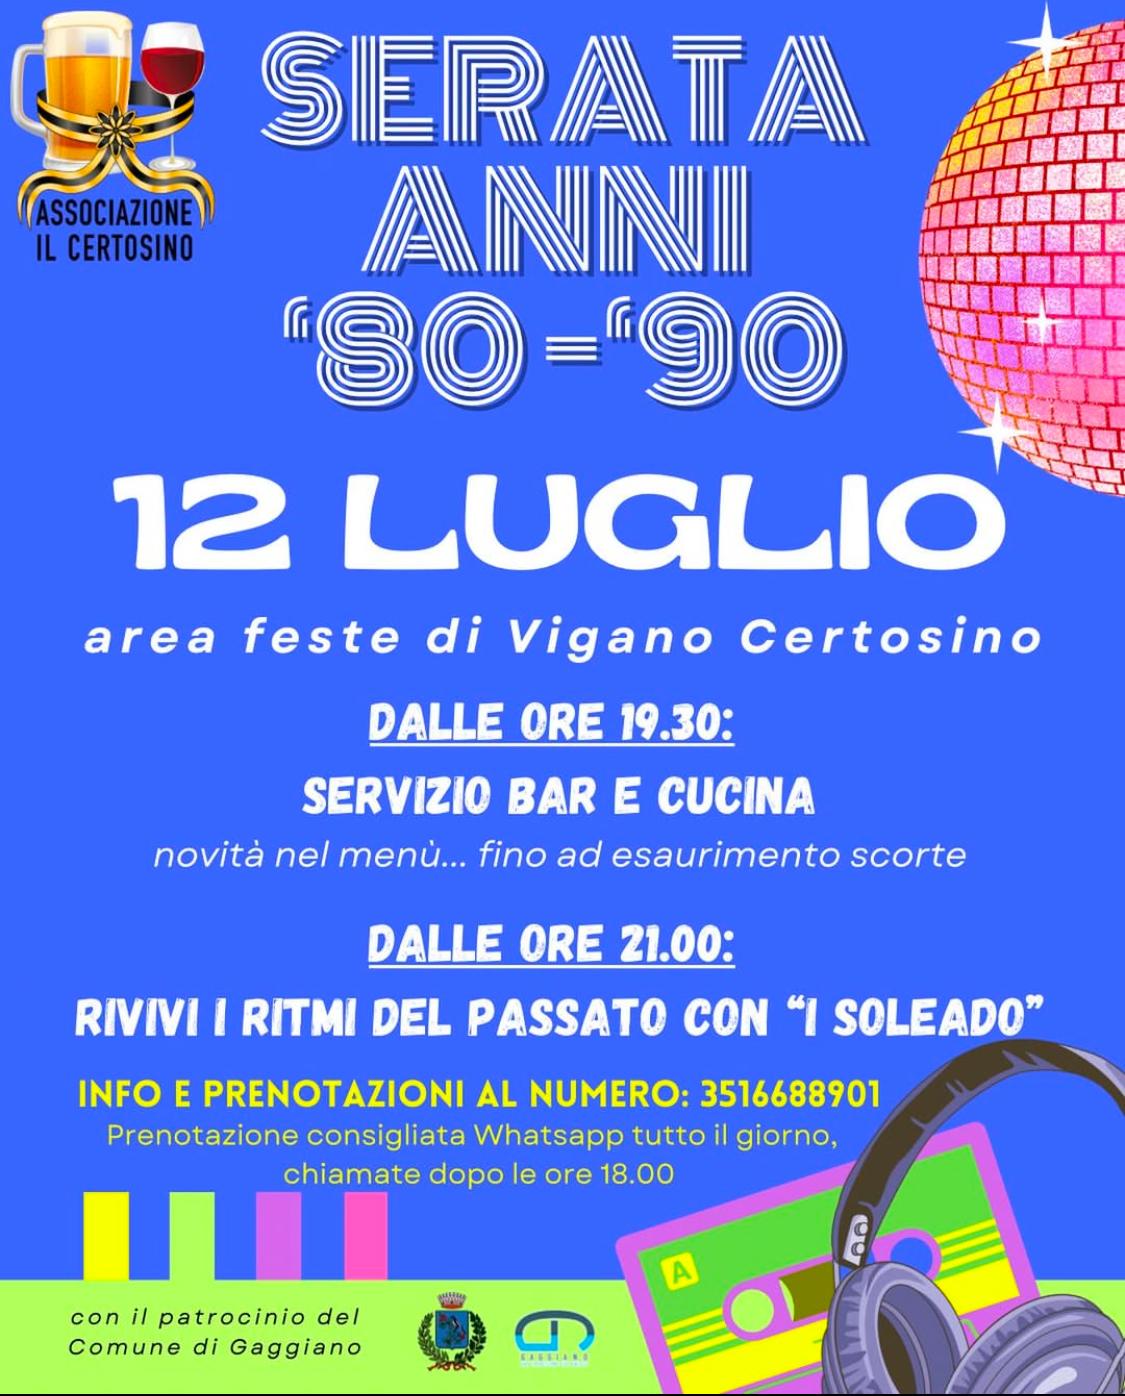 ASSOCIAZIONE
IL CERTOSINO
SERATA
ANNI
'80-'90
12 LUGLIO
area feste di Vigano Certosino
DALLE ORE 19.30:
SERVIZIO BAR E CUCINA
novità nel menù... fino ad esaurimento scorte
DALLE ORE 21.00:
RIVIVI I RITMI DEL PASSATO CON “I SOLEADO”
INFO E PRENOTAZIONI AL NUMERO: 3516688901
Prenotazione consigliata Whatsapp tutto il giorno,
chiamate dopo le ore 18.00
A
con il patrocinio del
Comune di Gaggiano
GAGGIANO